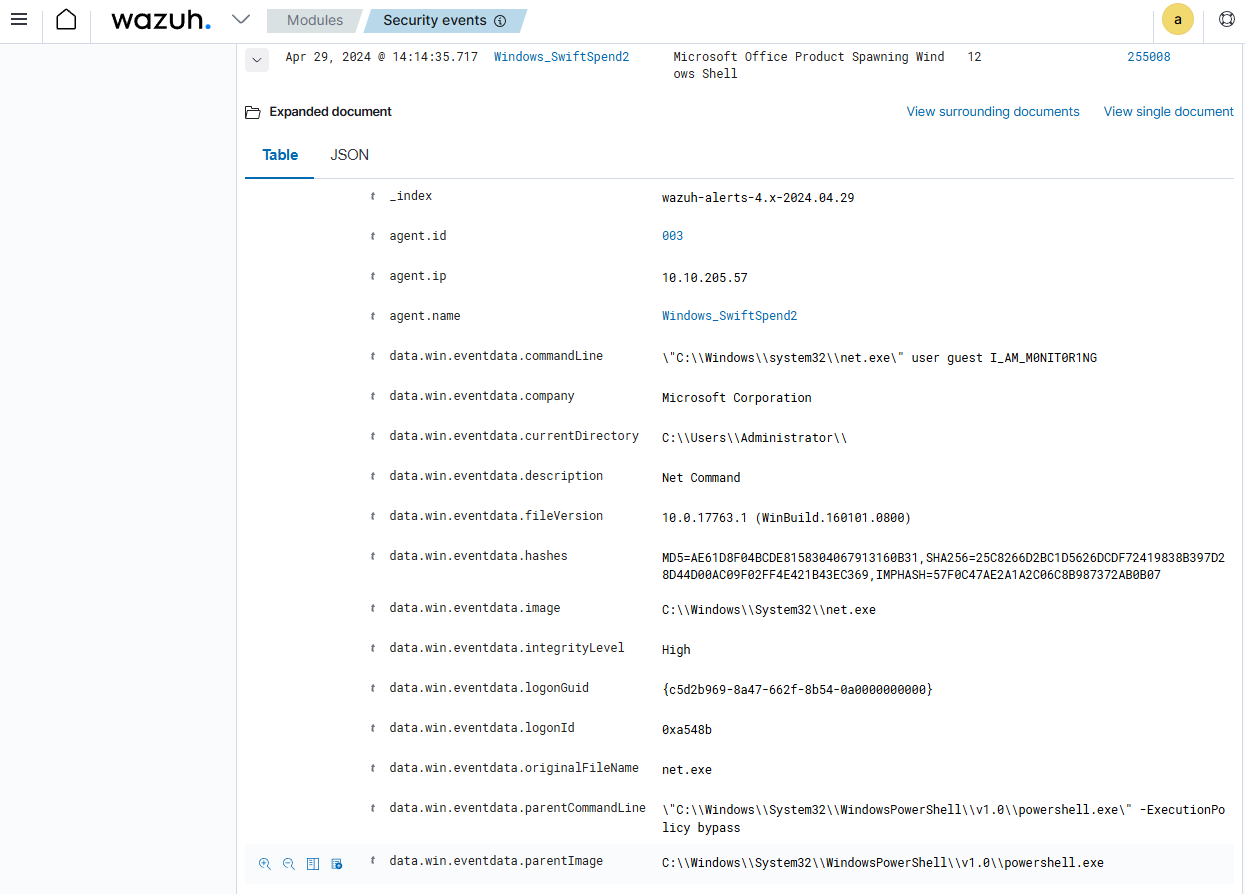 wazuh. Modules Security events a
Apr 29, 2024 @ 14:14:35.717 Windows_SwiftSpend2 Microsoft Office Product Spawning Wind 12 255008
ows Shell
Expanded document View surrounding documents View single document
Table JSON
t _index wazuh-alerts-4.x-2024.04.29
t agent.id 003
t agent.ip 10.10.205.57
t agent.name Windows_SwiftSpend2
t data.win.eventdata.commandLine \"C:\\Windows\\system32\\net.exe\" user guest I_AM_M0NIT0R1NG
t data.win.eventdata.company Microsoft Corporation
t data.win.eventdata.currentDirectory C:\\Users\\Administrator\\
t data.win.eventdata.description Net Command
t data.win.eventdata.fileVersion 10.0.17763.1 (WinBuild.160101.0800)
t data.win.eventdata.hashes MD5=AE61D8F04BCDE8158304067913160B31,SHA256=25C8266D2BC1D5626DCDF72419838B397D2
8D44D00AC09F02FF4E421B43EC369,IMPHASH=57F0C47AE2A1A2C06C8B987372AB0B07
t data.win.eventdata.image C:\\Windows\\System32\\net.exe
t data.win.eventdata.integrityLevel High
t data.win.eventdata.logonGuid {c5d2b969-8a47-662f-8b54-0a0000000000}
t data.win.eventdata.logonId 0xa548b
t data.win.eventdata.originalFileName net.exe
t data.win.eventdata.parentCommandLine \"C:\\Windows\\System32\\WindowsPowerShell\\v1.0\\powershell.exe\" -ExecutionPo
licy bypass
t data.win.eventdata.parentImage C:\\Windows\\System32\\WindowsPowerShell\\v1.0\\powershell.exe